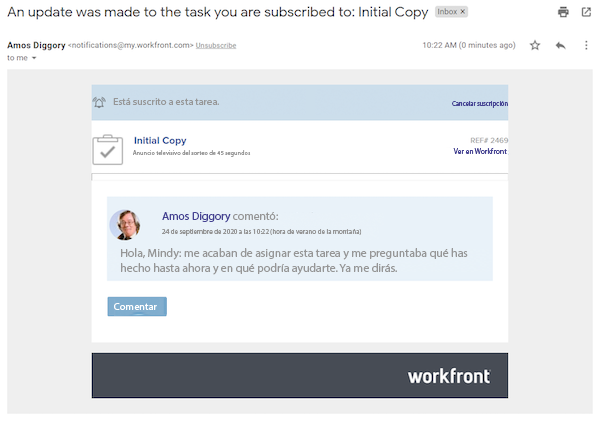 An update was made to the task you are subscribed to: Initial Copy Inbox ×
Amos Diggory <notifications@my.workfront.com> Unsubscribe 10:22 AM (0 minutes ago)
to me
Está suscrito a esta tarea. Cancelar suscripción
Initial Copy REF# 2469
Anuncio televisivo del sorteo de 45 segundos Ver en Workfront
Amos Diggory comentó:
24 de septiembre de 2020 a las 10:22 (hora de verano de la montaña)
Hola, Mindy: me acaban de asignar esta tarea y me preguntaba qué has
hecho hasta ahora y en qué podría ayudarte. Ya me dirás.
Comentar
workfront